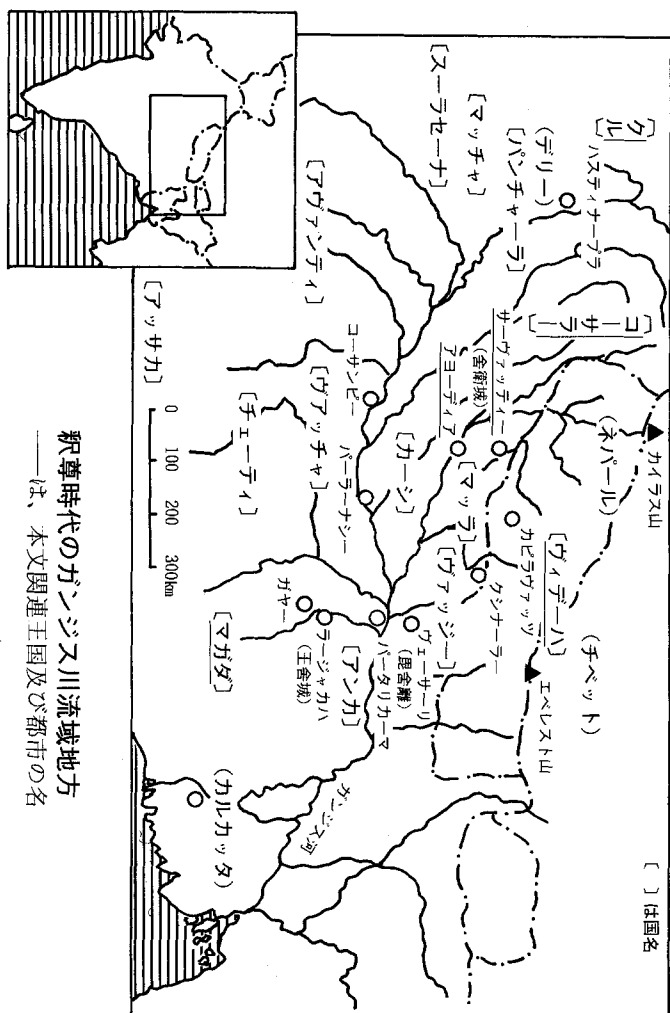 [ ]は国名
[クル]
ハスティナープラ
(デリー)
[パンチャーラ]
[マッチャ]
[スーラセーナ]
[コーサラ]
カイラス山
(ネパール)
サーヴァッティー
(舎衛城)
アヨーディア
[アヴァンティ]
[アッサカ]
[ヴィデーハ]
カピラヴァッツ
(チベット)
エベレスト山
クシナーラー
[マッラ]
[ヴァッジー]
ヴェーサーリ
(毘舎離)
[カーシ]
コーサンビー
バーラーナシー
[ヴァッチャ]
[チェーティ]
パータリカーマ
[アンカ]
ラージャカハ
(王舎城)
ガヤー
[マガダ]
ガンジス河
(カルカッタ)
0 100 200 300km
釈尊時代のガンジス川流域地方
——は、本文関連王国及び都市の名